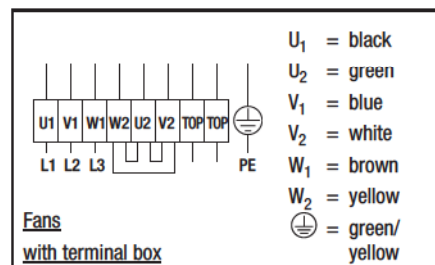 U1 V1 W1 W2 U2 V2 TOP TOP
L1 L2 L3 PE
Fans
with terminal box
U1 = black
U2 = green
V1 = blue
V2 = white
W1 = brown
W2 = yellow
= green/
yellow